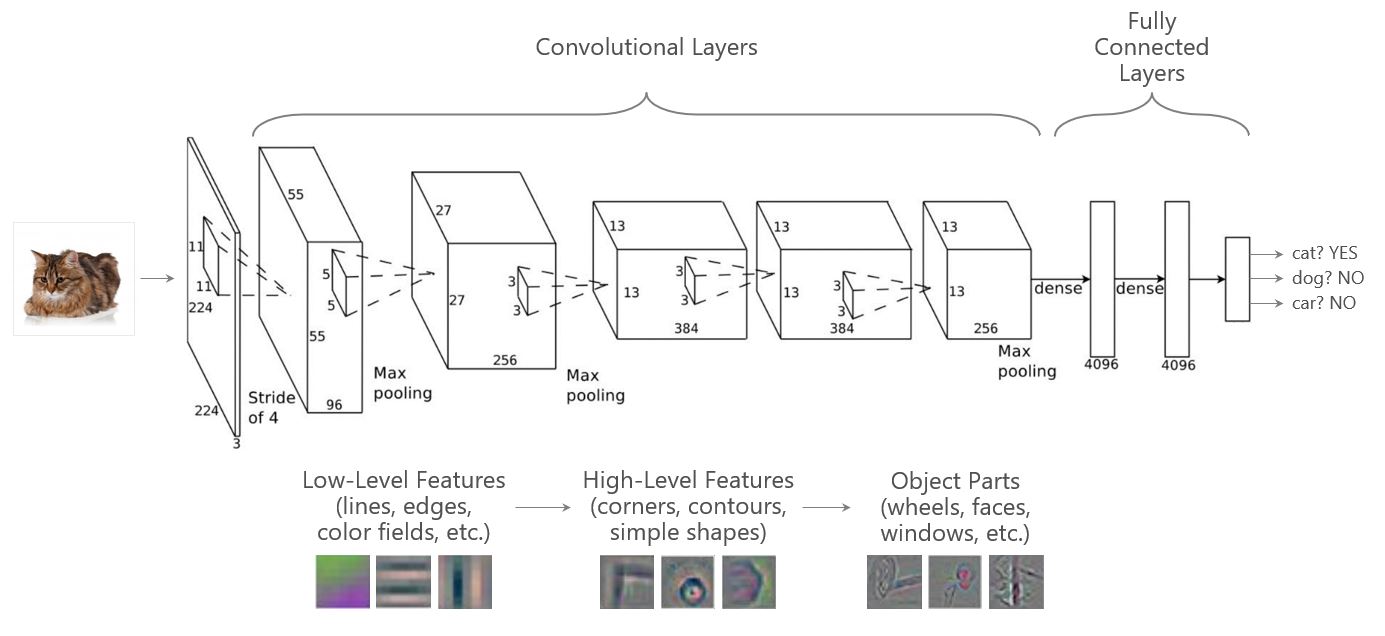 Convolutional Layers
Fully
Connected
Layers
11
11
224
224
3
Stride
of 4
55
55
96
5
5
Max
pooling
27
27
256
3
3
Max
pooling
13
13
384
3
3
13
13
384
3
3
13
13
256
Max
pooling
dense
4096
dense
4096
cat? YES
dog? NO
car? NO
Low-Level Features
(lines, edges,
color fields, etc.)
High-Level Features
(corners, contours,
simple shapes)
Object Parts
(wheels, faces,
windows, etc.)